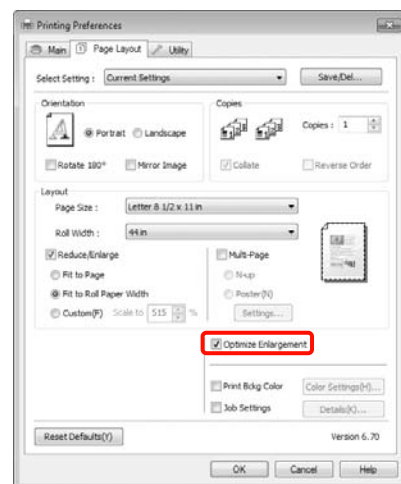 Printing Preferences
Main Page Layout Utility
Select Setting : Current Settings Save/Del...
Orientation Copies
Portrait Landscape Copies : 1
Rotate 180° Mirror Image Collate Reverse Order
Layout
Page Size : Letter 8 1/2 x 11 in
Roll Width : 44 in
Reduce/Enlarge Multi-Page
Fit to Page N-up
Fit to Roll Paper Width Poster(N)
Custom(F) Scale to 515 % Settings...
Optimize Enlargement
Print Bckg Color Color Settings(H)...
Job Settings Details(K)...
Reset Defaults(Y) Version 6.70
OK Cancel Help